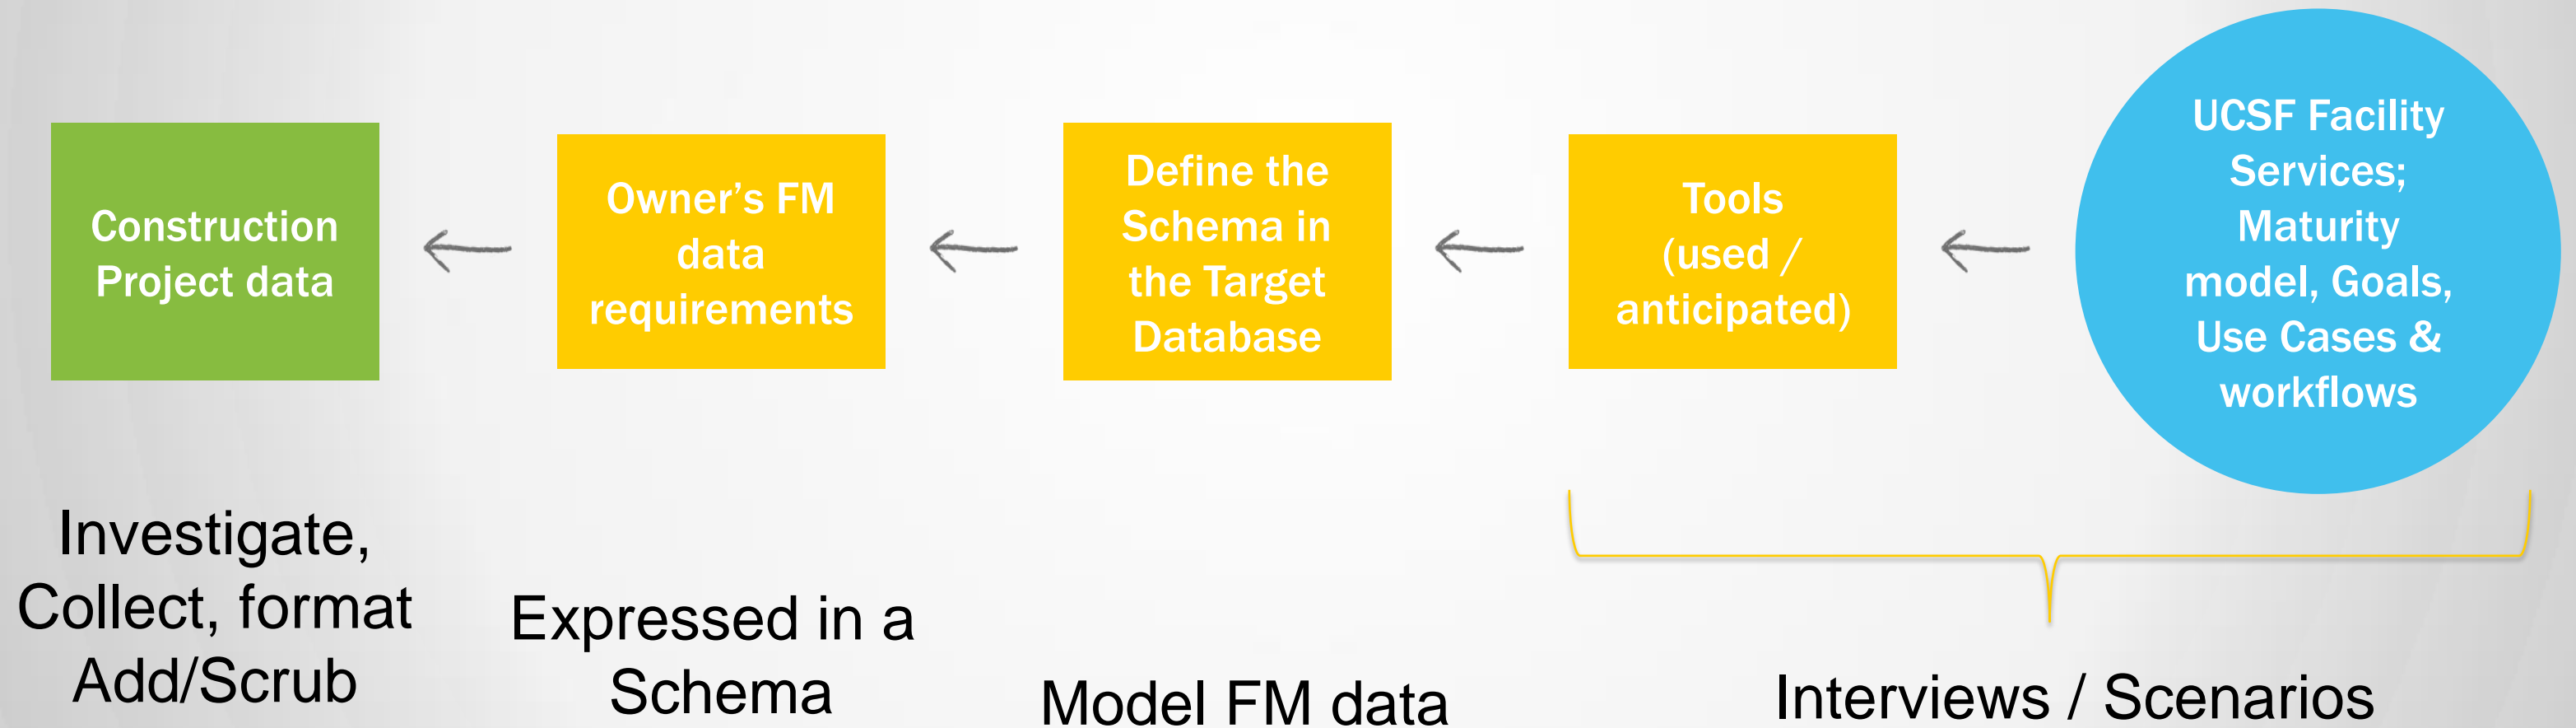 Construction
Project data
Owner’s FM
data
requirements
Define the
Schema in
the Target
Database
Tools
(used /
anticipated)
UCSF Facility
Services;
Maturity
model, Goals,
Use Cases &
workflows
Investigate,
Collect, format
Add/Scrub
Expressed in a
Schema
Model FM data
Interviews / Scenarios